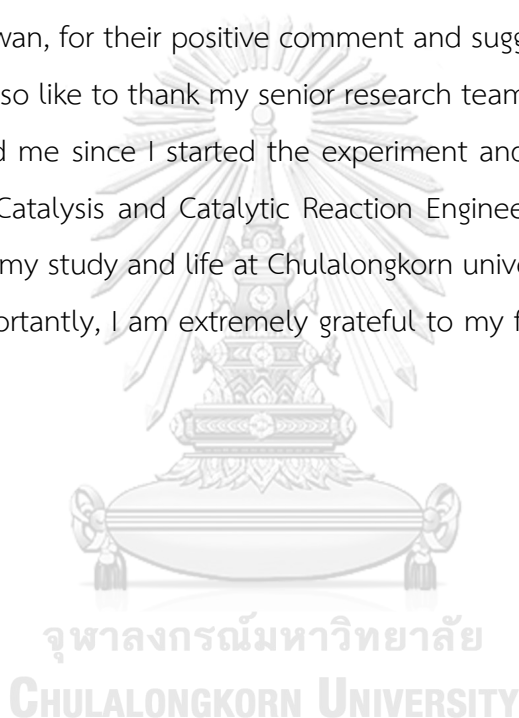 wan, for their positive comment and sugg
so like to thank my senior research team
d me since I started the experiment and
Catalysis and Catalytic Reaction Enginee
my study and life at Chulalongkorn unive
ortantly, I am extremely grateful to my f
จุฬาลงกรณ์มหาวิทยาลัย
CHULALONGKORN UNIVERSITY